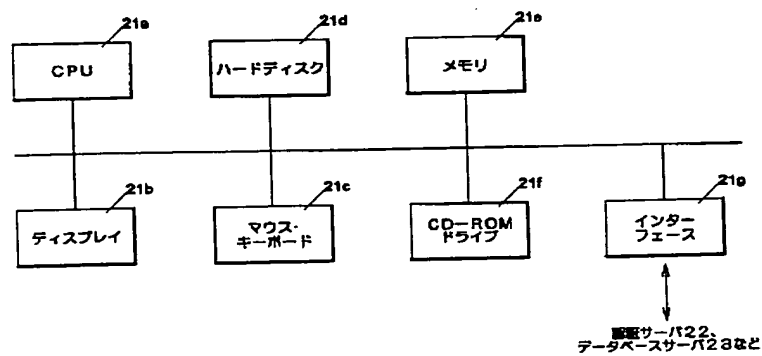 21a
CPU
21d
ハードディスク
21e
メモリ
21b
ディスプレイ
21c
マウス・
キーボード
21f
CD-ROM
ドライブ
21g
インター
フェース
認証サーバ22、
データベースサーバ23など